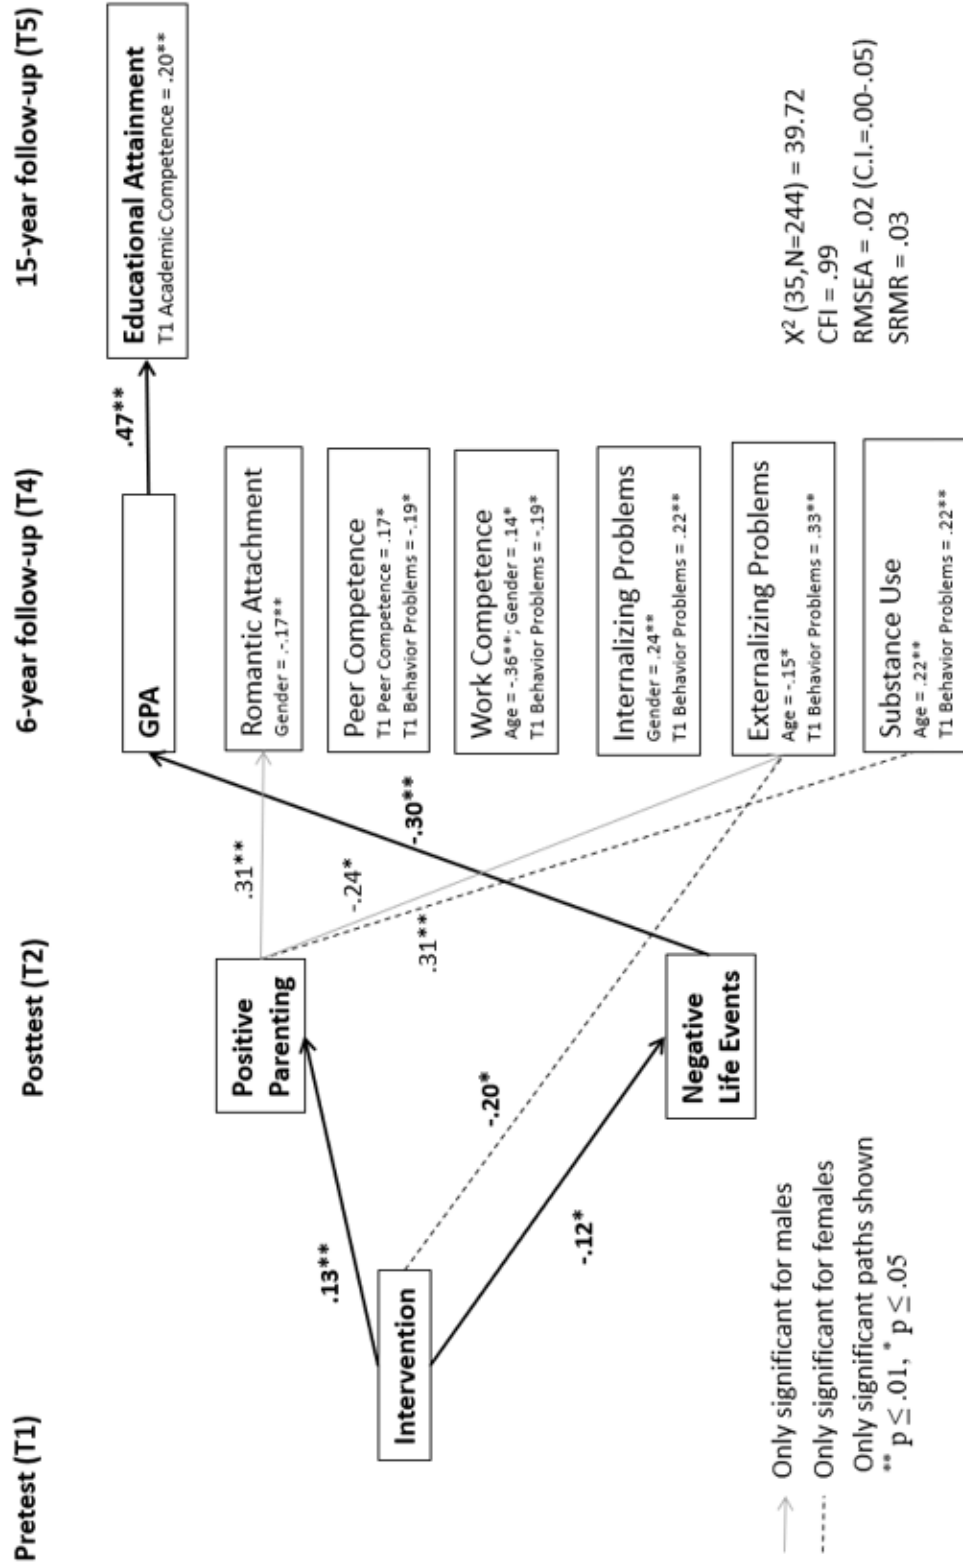 Pretest (T1)
Posttest (T2)
6-year follow-up (T4)
15-year follow-up (T5)
Intervention
.13**
-.12*
-.20*
Positive
Parenting
Negative
Life Events
.31**
-.24*
.31**
-.30**
GPA
.47**
Educational Attainment
T1 Academic Competence = .20**
Romantic Attachment
Gender = .-.17**
Peer Competence
T1 Peer Competence = .17*
T1 Behavior Problems = -.19*
Work Competence
Age = -.36**; Gender = .14*
T1 Behavior Problems = -.19*
Internalizing Problems
Gender = .24**
T1 Behavior Problems = .22**
Externalizing Problems
Age = -.15*
T1 Behavior Problems = .33**
Substance Use
Age = .22**
T1 Behavior Problems = .22**
Only significant for males
Only significant for females
Only significant paths shown
** p ≤ .01, * p ≤ .05
X² (35,N=244) = 39.72
CFI = .99
RMSEA = .02 (C.I.=.00-.05)
SRMR = .03